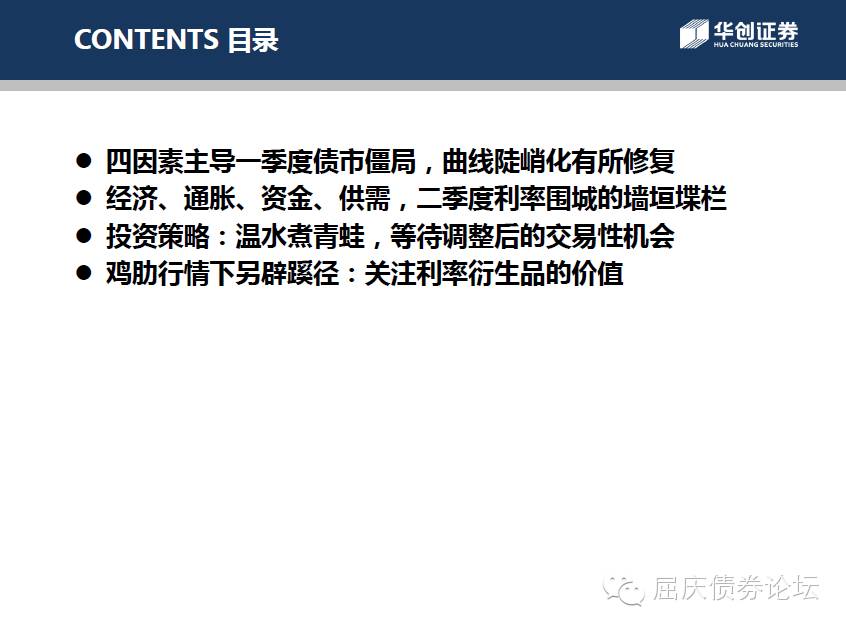 CONTENTS 目录
华创证券
HUA CHUANG SECURITIES
● 四因素主导一季度债市僵局，曲线陡峭化有所修复
● 经济、通胀、资金、供需，二季度利率围城的墙垣堞栏
● 投资策略：温水煮青蛙，等待调整后的交易性机会
● 鸡肋行情下另辟蹊径：关注利率衍生品的价值
屈庆债券论坛